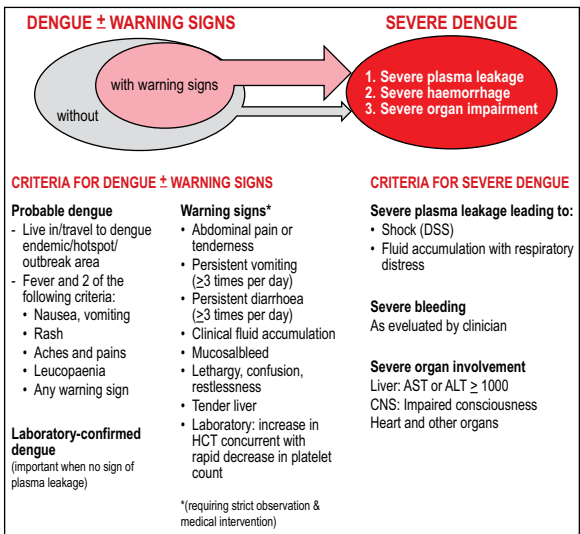 DENGUE ± WARNING SIGNS
SEVERE DENGUE
with warning signs
without
1. Severe plasma leakage
2. Severe haemorrhage
3. Severe organ impairment
CRITERIA FOR DENGUE ± WARNING SIGNS
Probable dengue
- Live in/travel to dengue
endemic/hotspot/
outbreak area
- Fever and 2 of the
following criteria:
• Nausea, vomiting
• Rash
• Aches and pains
• Leucopaenia
• Any warning sign
Laboratory-confirmed
dengue
(important when no sign of
plasma leakage)
Warning signs*
• Abdominal pain or
tenderness
• Persistent vomiting
(≥3 times per day)
• Persistent diarrhoea
(≥3 times per day)
• Clinical fluid accumulation
• Mucosalbleed
• Lethargy, confusion,
restlessness
• Tender liver
• Laboratory: increase in
HCT concurrent with
rapid decrease in platelet
count
*(requiring strict observation &
medical intervention)
CRITERIA FOR SEVERE DENGUE
Severe plasma leakage leading to:
• Shock (DSS)
• Fluid accumulation with respiratory
distress
Severe bleeding
As eveluated by clinician
Severe organ involvement
Liver: AST or ALT ≥ 1000
CNS: Impaired consciousness
Heart and other organs